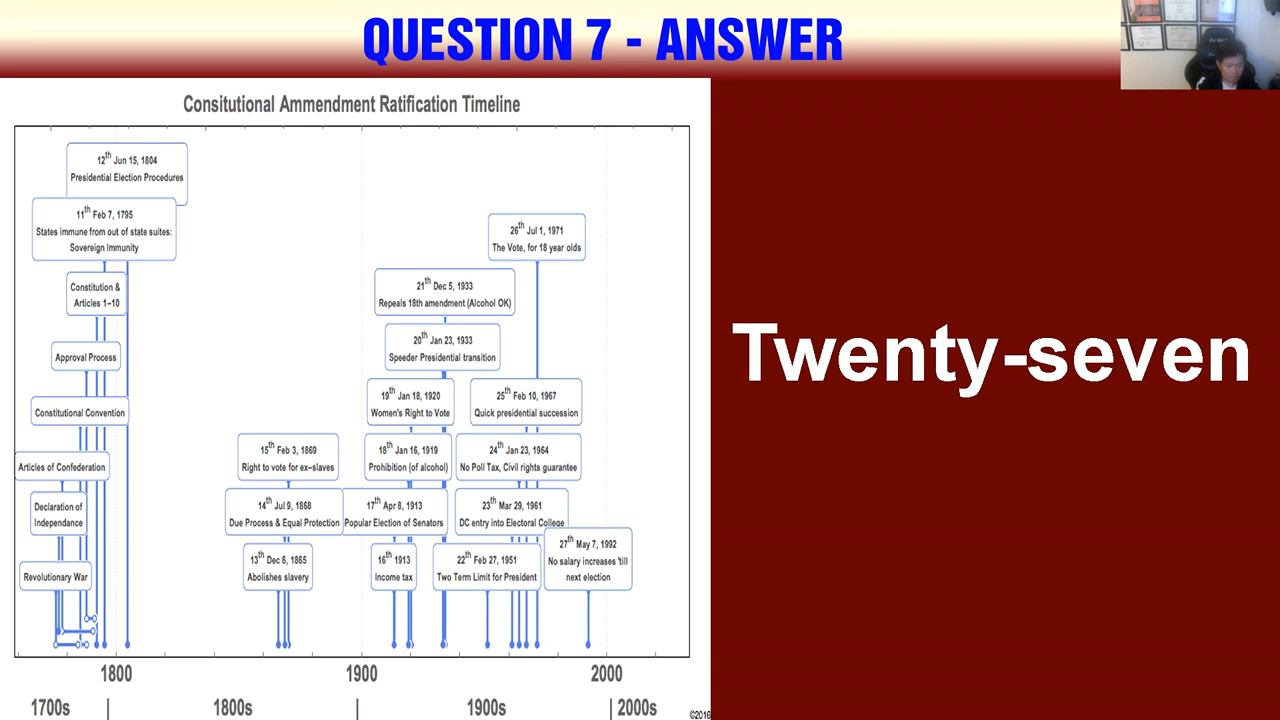 QUESTION 7 - ANSWER
Consitutional Ammendment Ratification Timeline
12th Jun 15, 1804
Presidential Election Procedures
11th Feb 7, 1795
States immune from out of state suites:
Sovereign Immunity
Constitution &
Articles 1-10
Approval Process
Constitutional Convention
Articles of Confederation
Declaration of
Independance
Revolutionary War
15th Feb 3, 1869
Right to vote for ex-slaves
14th Jul 9, 1868
Due Process & Equal Protection
13th Dec 6, 1865
Abolishes slavery
21th Dec 5, 1933
Repeals 18th amendment (Alcohol OK)
20th Jan 23, 1933
Speeder Presidential transition
19th Jan 18, 1920
Women's Right to Vote
18th Jan 16, 1919
Prohibition (of alcohol)
17th Apr 8, 1913
Popular Election of Senators
16th 1913
Income tax
26th Jul 1, 1971
The Vote, for 18 year olds
25th Feb 10, 1967
Quick presidential succession
24th Jan 23, 1964
No Poll Tax, Civil rights guarantee
23th Mar 29, 1961
DC entry into Electoral College
22th Feb 27, 1951
Two Term Limit for President
27th May 7, 1992
No salary increases 'till
next election
1800
1900
2000
1700s | 1800s | 1900s | 2000s
©2016
Twenty-seven